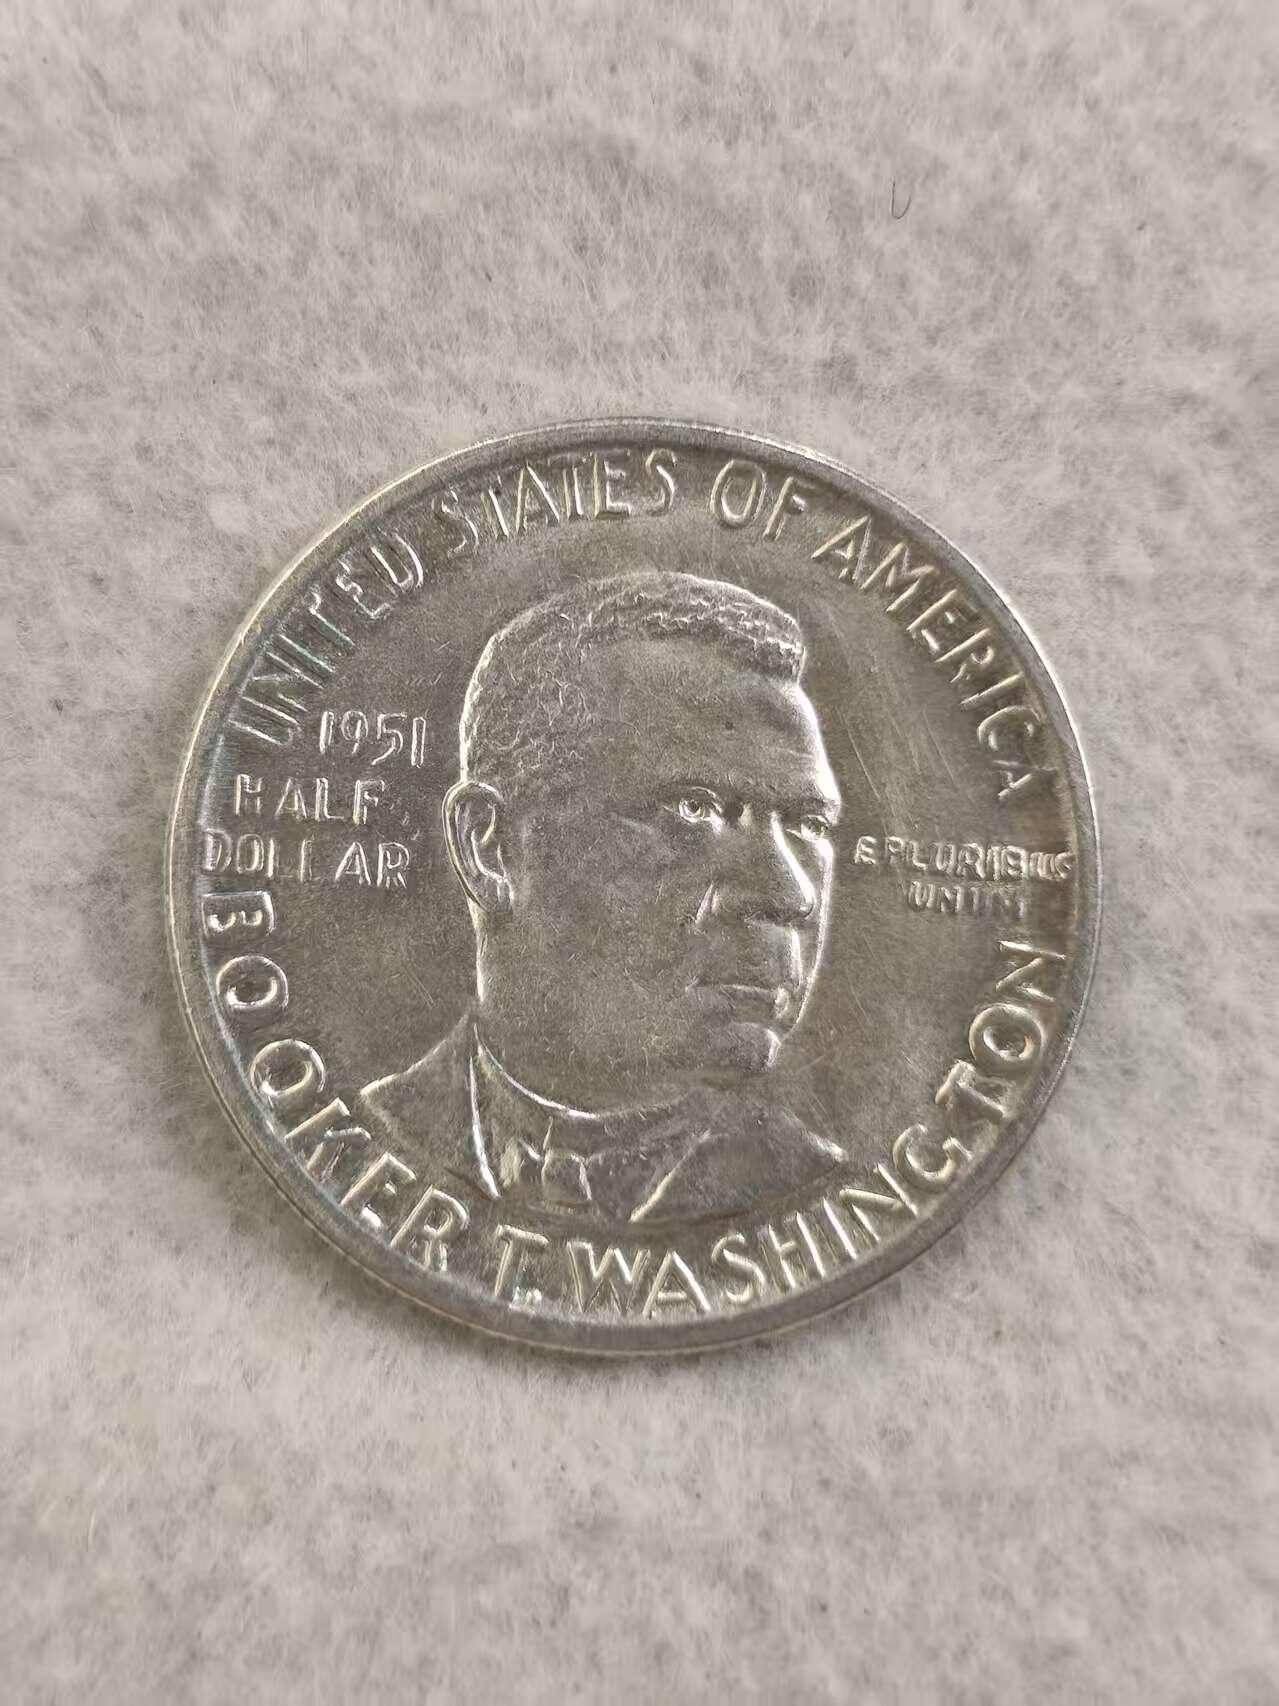 UNITED STATES OF AMERICA
1951
HALF
DOLLAR
E PLURIBUS
UNUM
BOOKER T. WASHINGTON